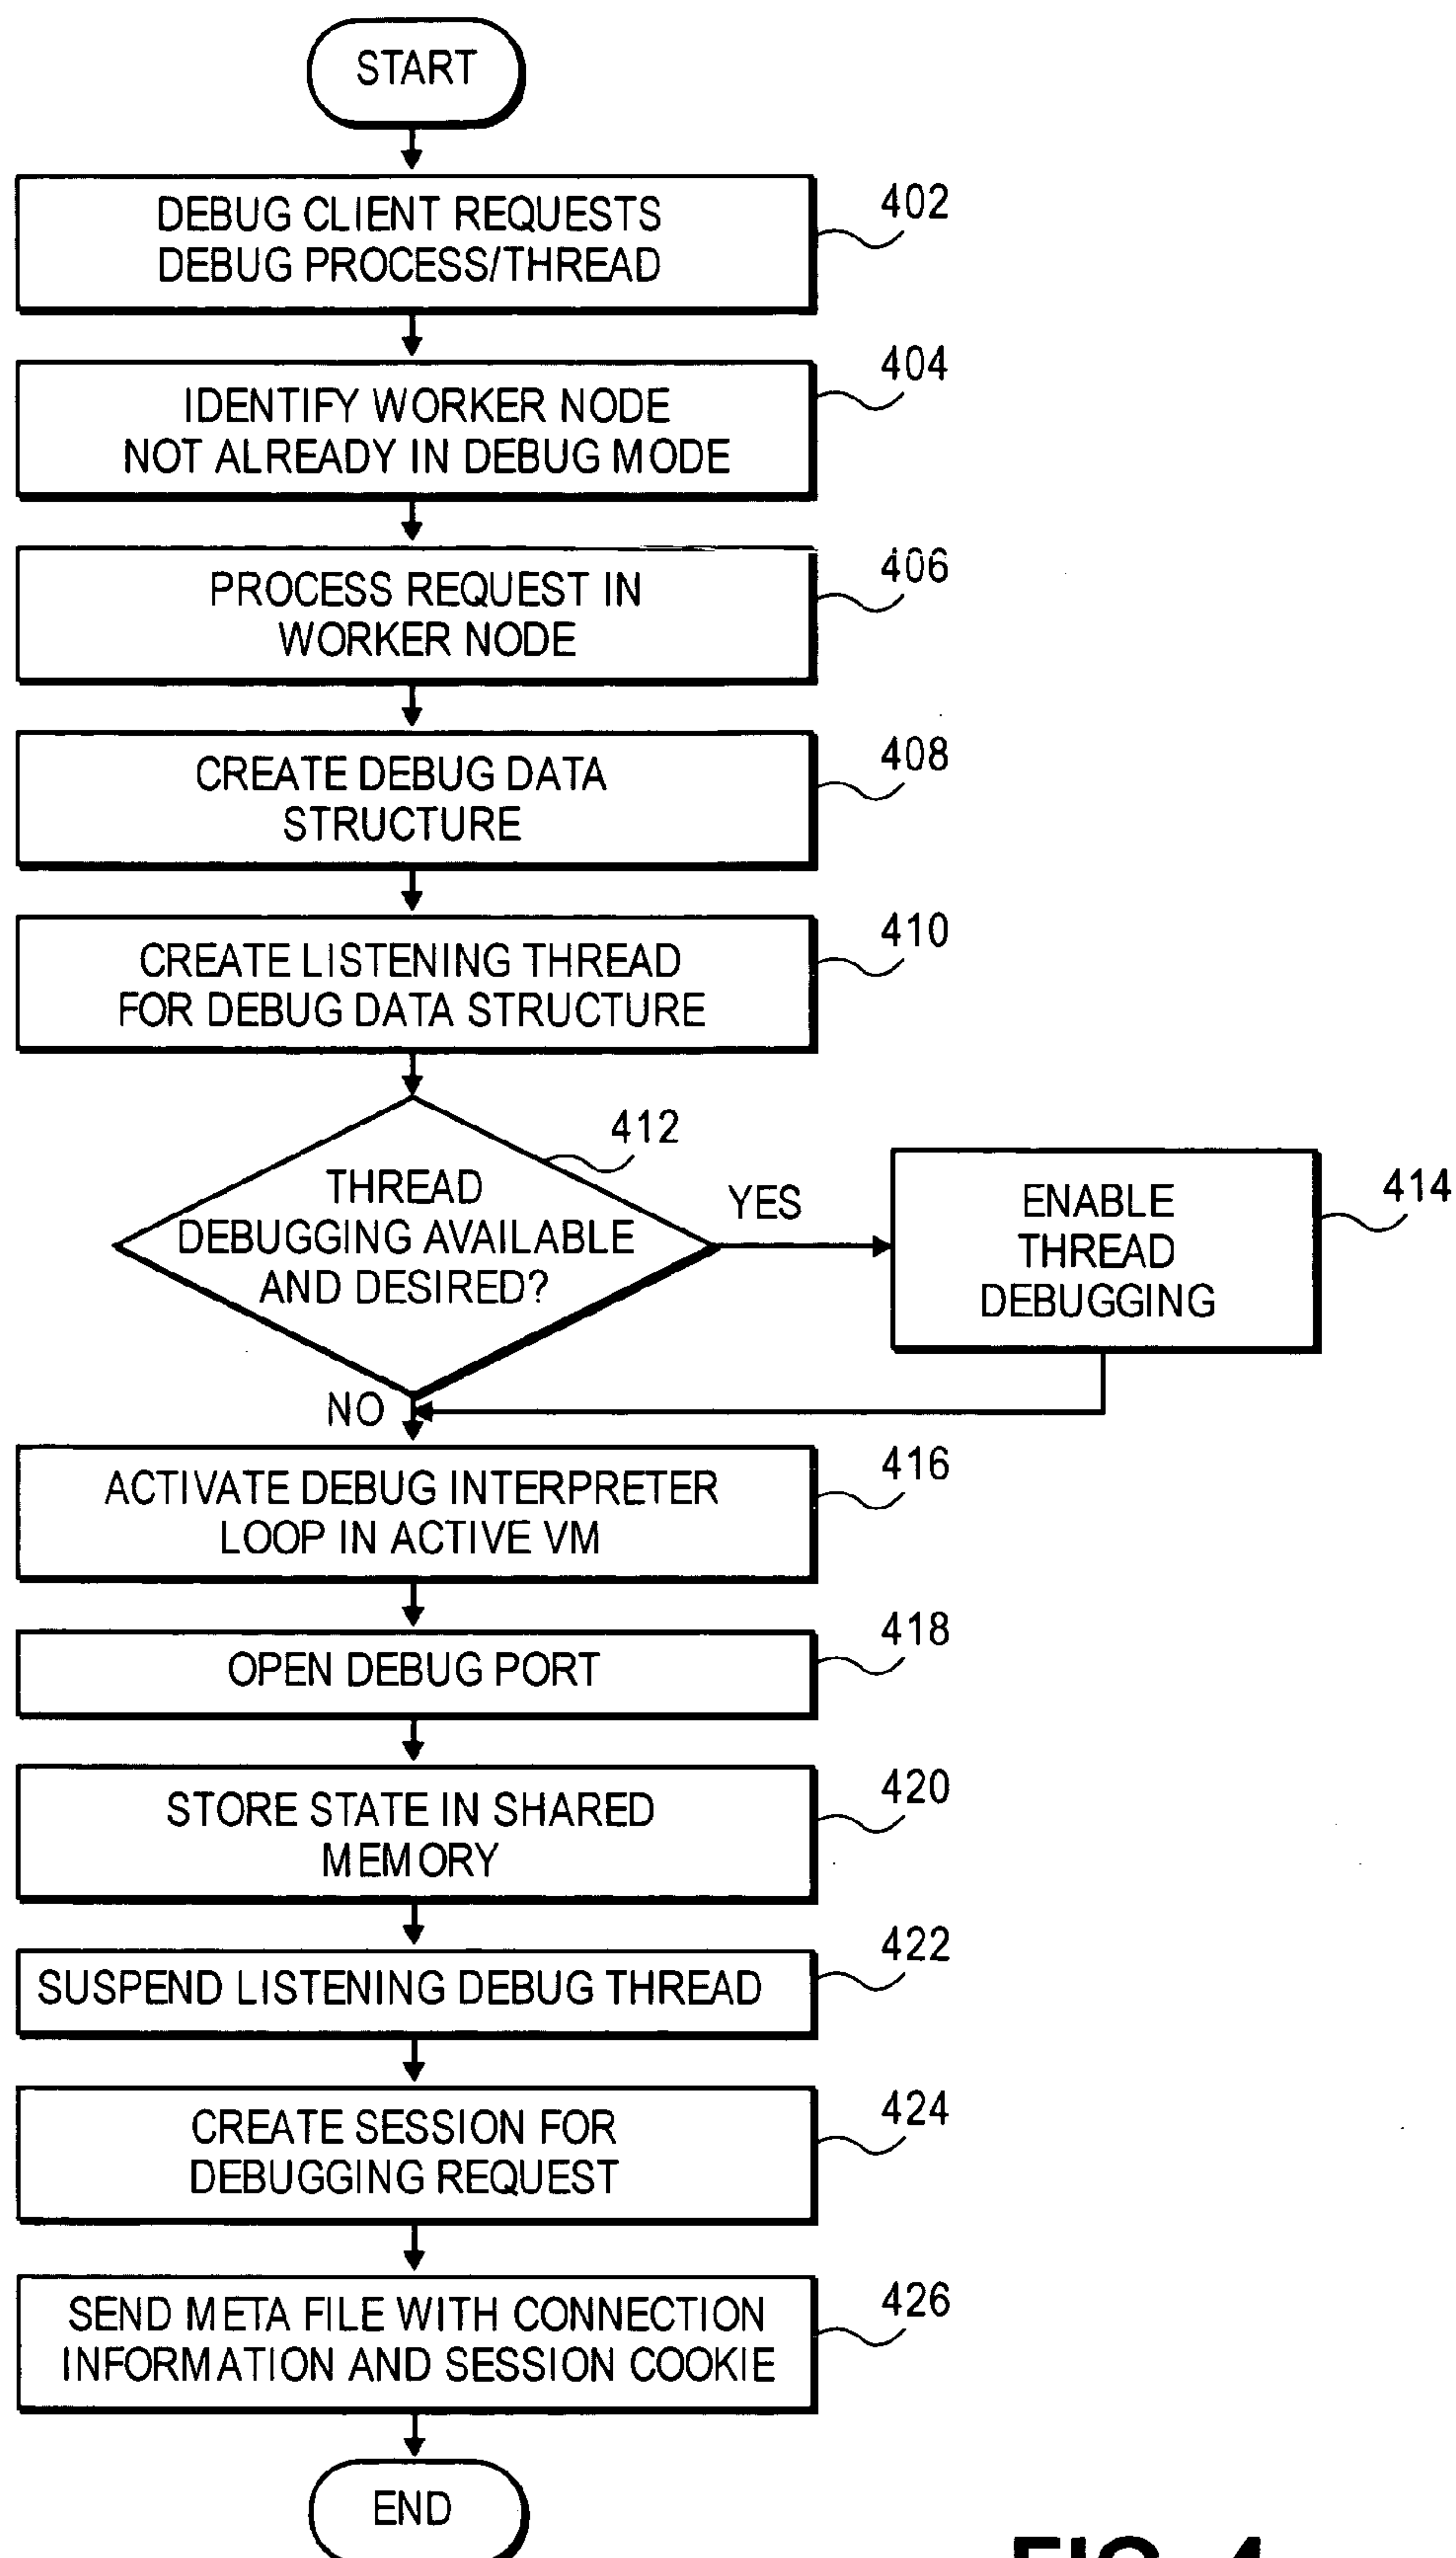 START
DEBUG CLIENT REQUESTS
DEBUG PROCESS/THREAD
402
IDENTIFY WORKER NODE
NOT ALREADY IN DEBUG MODE
404
PROCESS REQUEST IN
WORKER NODE
406
CREATE DEBUG DATA
STRUCTURE
408
CREATE LISTENING THREAD
FOR DEBUG DATA STRUCTURE
410
THREAD
DEBUGGING AVAILABLE
AND DESIRED?
412
YES
ENABLE
THREAD
DEBUGGING
414
NO
ACTIVATE DEBUG INTERPRETER
LOOP IN ACTIVE VM
416
OPEN DEBUG PORT
418
STORE STATE IN SHARED
MEMORY
420
SUSPEND LISTENING DEBUG THREAD
422
CREATE SESSION FOR
DEBUGGING REQUEST
424
SEND META FILE WITH CONNECTION
INFORMATION AND SESSION COOKIE
426
END
FIG. 4